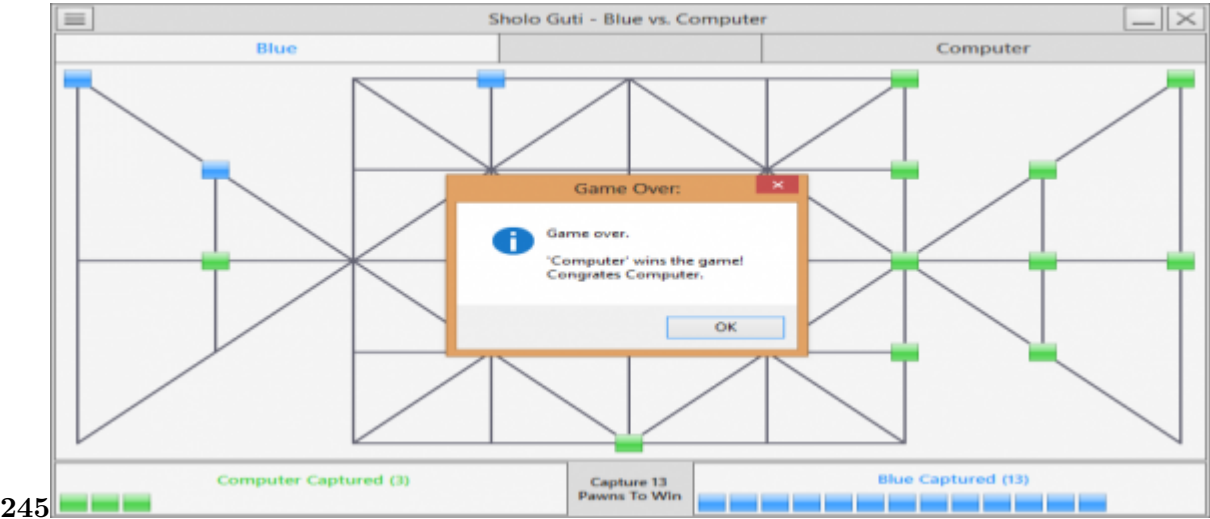 Sholo Guti - Blue vs. Computer
Blue
Computer
Game Over:
Game over.
'Computer' wins the game!
Congrates Computer.
OK
Computer Captured (3)
Capture 13
Pawns To Win
Blue Captured (13)
245